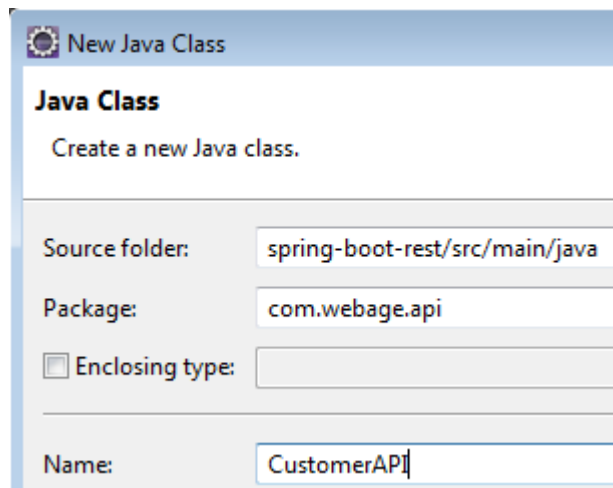 New Java Class
Java Class
Create a new Java class.
Source folder: spring-boot-rest/src/main/java
Package: com.webage.api
Enclosing type:
Name: CustomerAPI